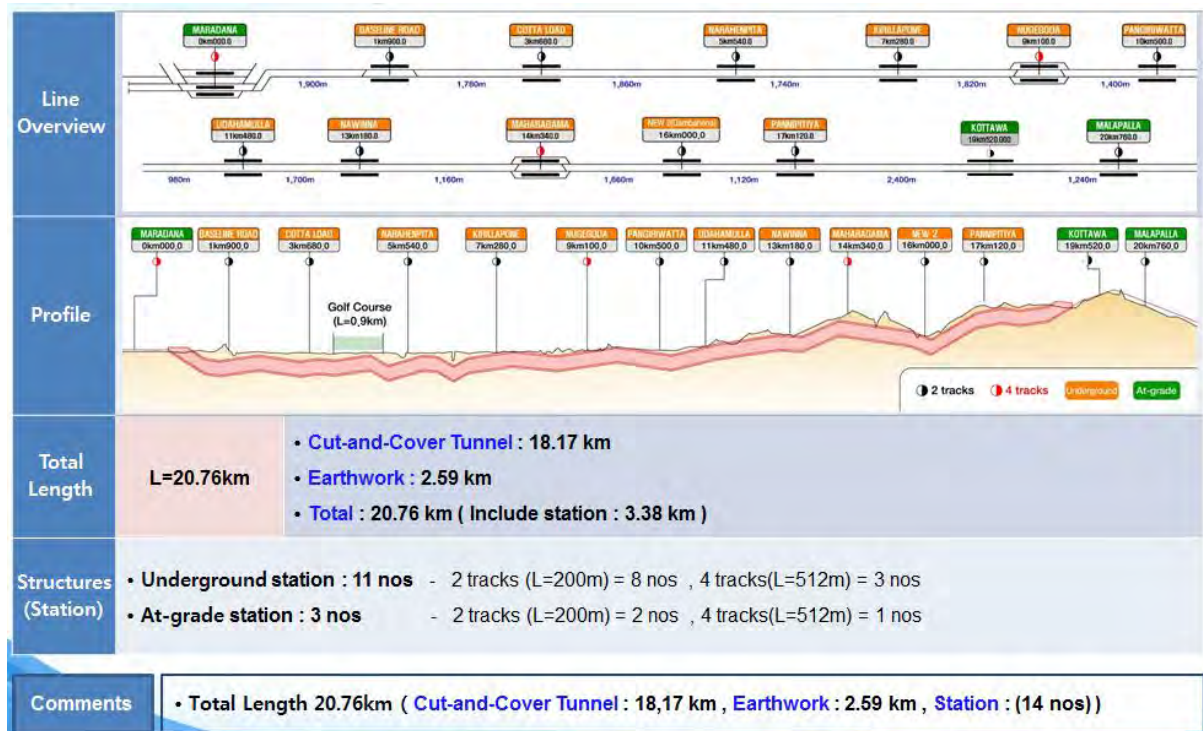 Line Overview
MARADANA
0km000.0
BASELINE ROAD
1km900.0
COTTA LOAD
3km680.0
NARAHENPITA
5km540.0
KIRILLAPONE
7km280.0
NUGEGODA
9km100.0
PANGIRIWATTA
10km500.0
1,900m
1,780m
1,860m
1,740m
1,820m
1,400m
UDAHAMULLA
11km480.0
NAWINNA
13km180.0
MAHARAGAMA
14km340.0
16km000,0
PANNIPITIYA
17km120.0
KOTTAWA
19km520.000
MALAPALLA
20km760.0
980m
1,700m
1,160m
1,660m
1,120m
2,400m
1,240m
Profile
MARADANA
0km000,0
BASELINE ROAD
1km900,0
COTTA LOAD
3km680,0
NARAHENPITA
5km540,0
KIRILLAPONE
7km280,0
NUGEGODA
9km100,0
PANGIRIWATTA
10km500,0
UDAHAMULLA
11km480,0
NAWINNA
13km180,0
MAHARAGAMA
14km340,0
NEW-2
16km000,0
PANNIPITIYA
17km120,0
KOTTAWA
19km520,0
MALAPALLA
20km760,0
Golf Course
(L=0,9km)
2 tracks
4 tracks
Underground
At-grade
Total Length
L=20.76km
• Cut-and-Cover Tunnel : 18.17 km
• Earthwork : 2.59 km
• Total : 20.76 km ( Include station : 3.38 km )
Structures (Station)
• Underground station : 11 nos - 2 tracks (L=200m) = 8 nos , 4 tracks(L=512m) = 3 nos
• At-grade station : 3 nos - 2 tracks (L=200m) = 2 nos , 4 tracks(L=512m) = 1 nos
Comments
• Total Length 20.76km ( Cut-and-Cover Tunnel : 18,17 km , Earthwork : 2.59 km , Station : (14 nos) )